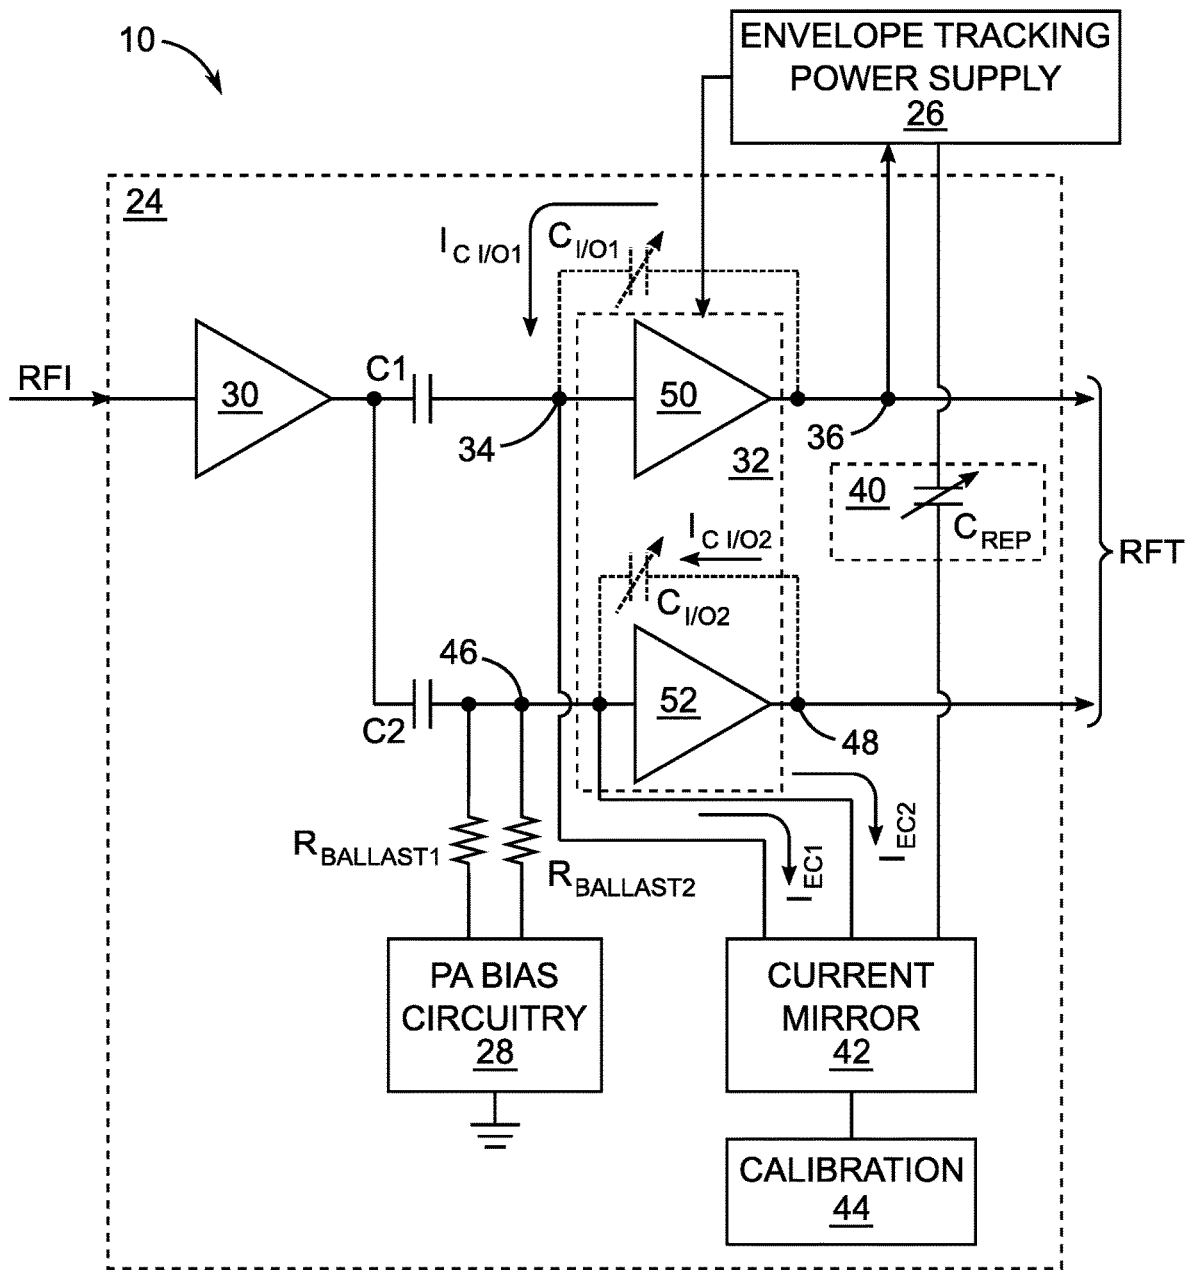 10
ENVELOPE TRACKING
POWER SUPPLY
26
24
I C I/O1
C I/O1
RFI
30
C1
34
50
32
36
40
C REP
RFT
I C I/O2
C I/O2
46
C2
52
48
R BALLAST1
R BALLAST2
I EC1
I EC2
PA BIAS
CIRCUITRY
28
CURRENT
MIRROR
42
CALIBRATION
44